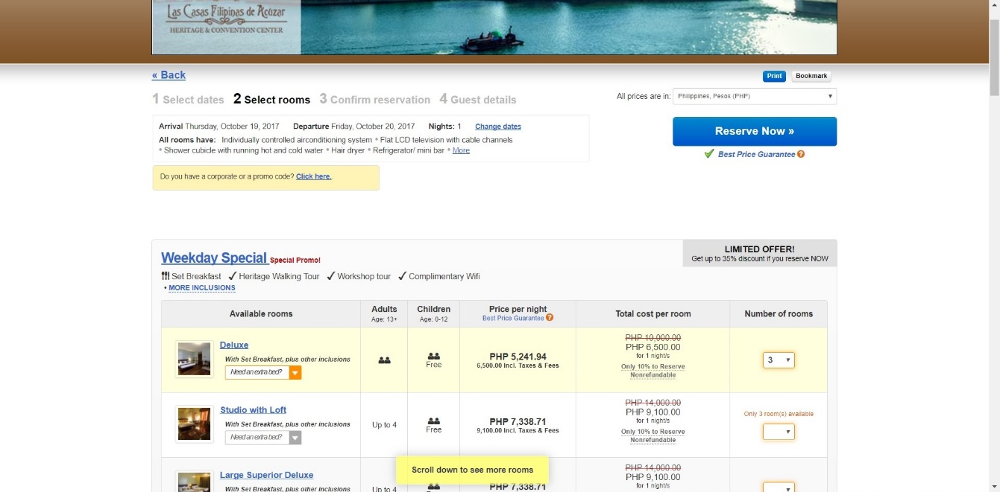 Las Casas Filipinas de Acúzar
HERITAGE & CONVENTION CENTER
« Back
Print
Bookmark
1 Select dates 2 Select rooms 3 Confirm reservation 4 Guest details
All prices are in: Philippines, Pesos (PHP)
Arrival Thursday, October 19, 2017 Departure Friday, October 20, 2017 Nights: 1 Change dates
All rooms have: Individually controlled airconditioning system • Flat LCD television with cable channels
• Shower cubicle with running hot and cold water • Hair dryer • Refrigerator/ mini bar • More
Reserve Now »
Best Price Guarantee ?
Do you have a corporate or a promo code? Click here.
Weekday Special Special Promo!
LIMITED OFFER!
Get up to 35% discount if you reserve NOW
Set Breakfast ✓ Heritage Walking Tour ✓ Workshop tour ✓ Complimentary Wifi
• MORE INCLUSIONS
Available rooms
Adults
Age: 13+
Children
Age: 0-12
Price per night
Best Price Guarantee ?
Total cost per room
Number of rooms
Deluxe
With Set Breakfast, plus other inclusions
Need an extra bed?
Free
PHP 5,241.94
6,500.00 Incl. Taxes & Fees
PHP 10,000.00
PHP 6,500.00
for 1 night/s
Only 10% to Reserve
Nonrefundable
3
Studio with Loft
With Set Breakfast, plus other inclusions
Need an extra bed?
Up to 4
Free
PHP 7,338.71
9,100.00 Incl. Taxes & Fees
PHP 14,000.00
PHP 9,100.00
for 1 night/s
Only 10% to Reserve
Nonrefundable
Only 3 room(s) available
Large Superior Deluxe
With Set Breakfast, plus other inclusions
Up to 4
PHP 7,338.71
PHP 14,000.00
PHP 9,100.00
for 1 night/s
Scroll down to see more rooms